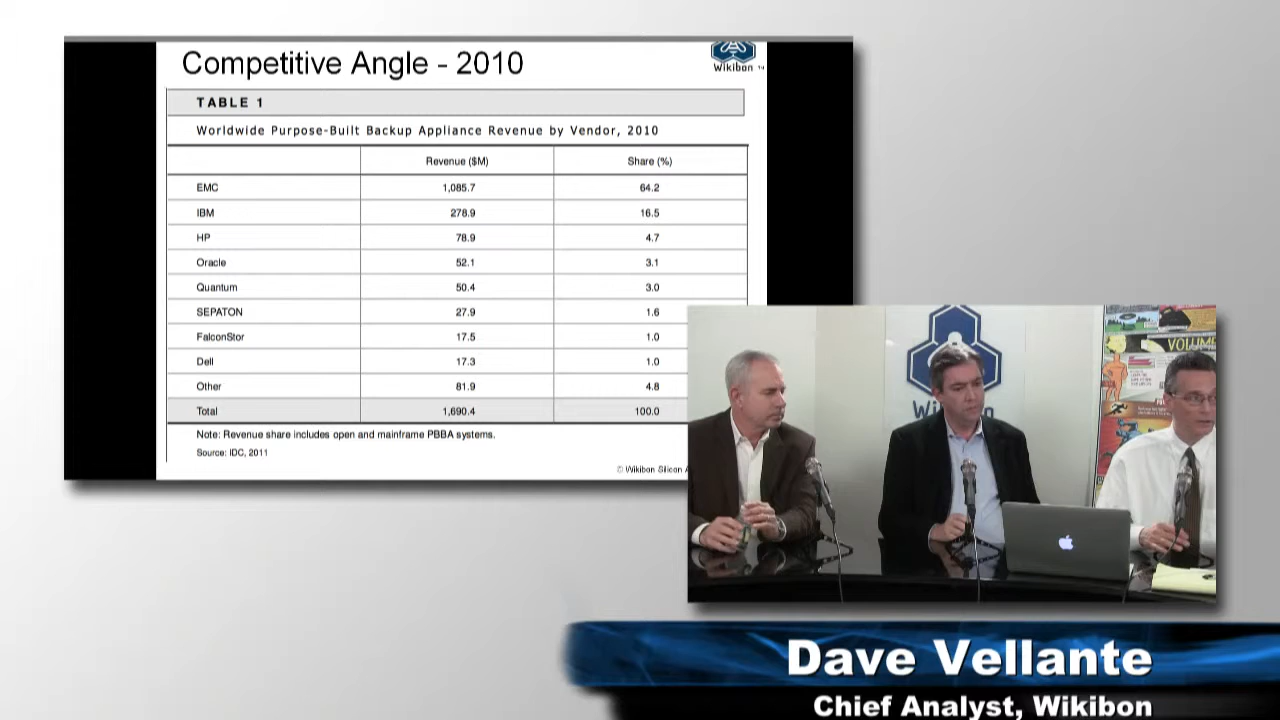 Competitive Angle - 2010
Wikibon ™
TABLE 1
Worldwide Purpose-Built Backup Appliance Revenue by Vendor, 2010
Revenue ($M) Share (%)
EMC 1,085.7 64.2
IBM 278.9 16.5
HP 78.9 4.7
Oracle 52.1 3.1
Quantum 50.4 3.0
SEPATON 27.9 1.6
FalconStor 17.5 1.0
Dell 17.3 1.0
Other 81.9 4.8
Total 1,690.4 100.0
Note: Revenue share includes open and mainframe PBBA systems.
Source: IDC, 2011
© Wikibon Silicon
VOLUME
Wikibon
Dave Vellante
Chief Analyst, Wikibon